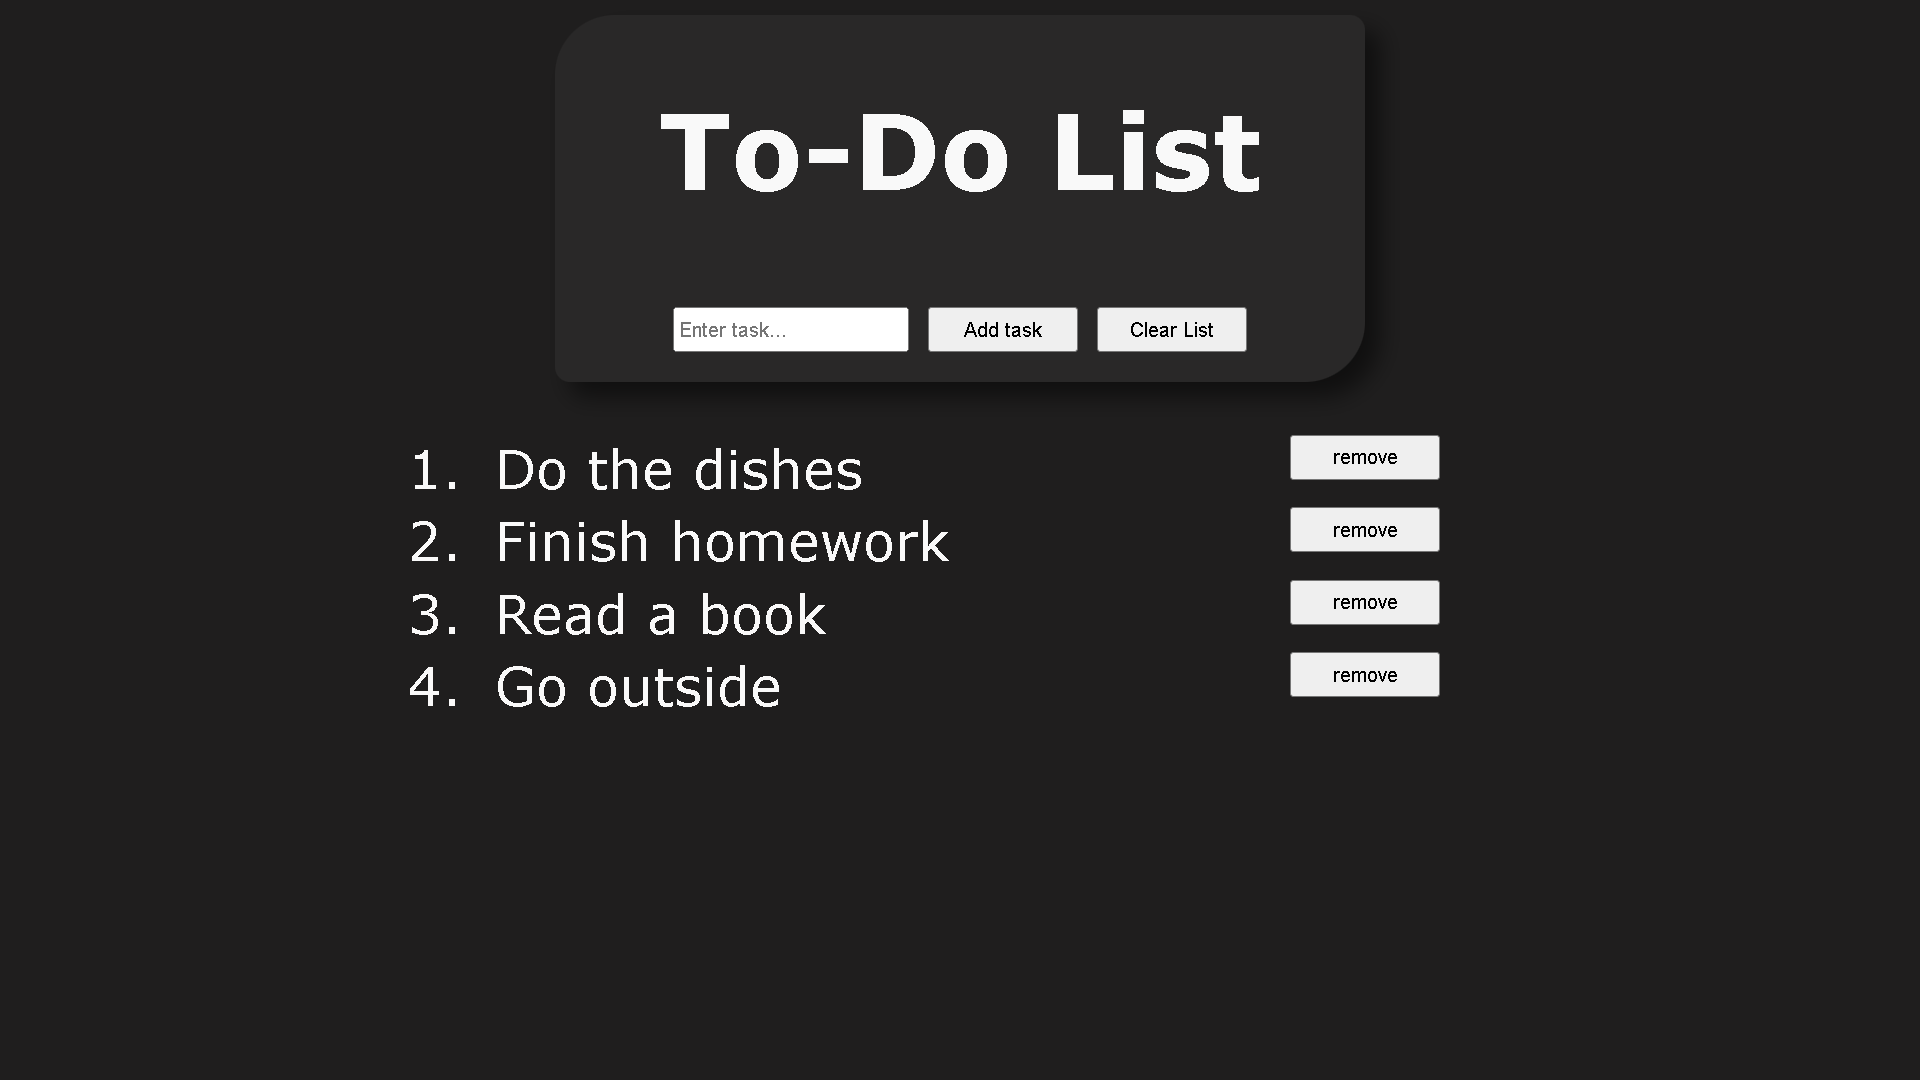 To-Do List
Enter task... Add task Clear List
1. Do the dishes remove
2. Finish homework remove
3. Read a book remove
4. Go outside remove